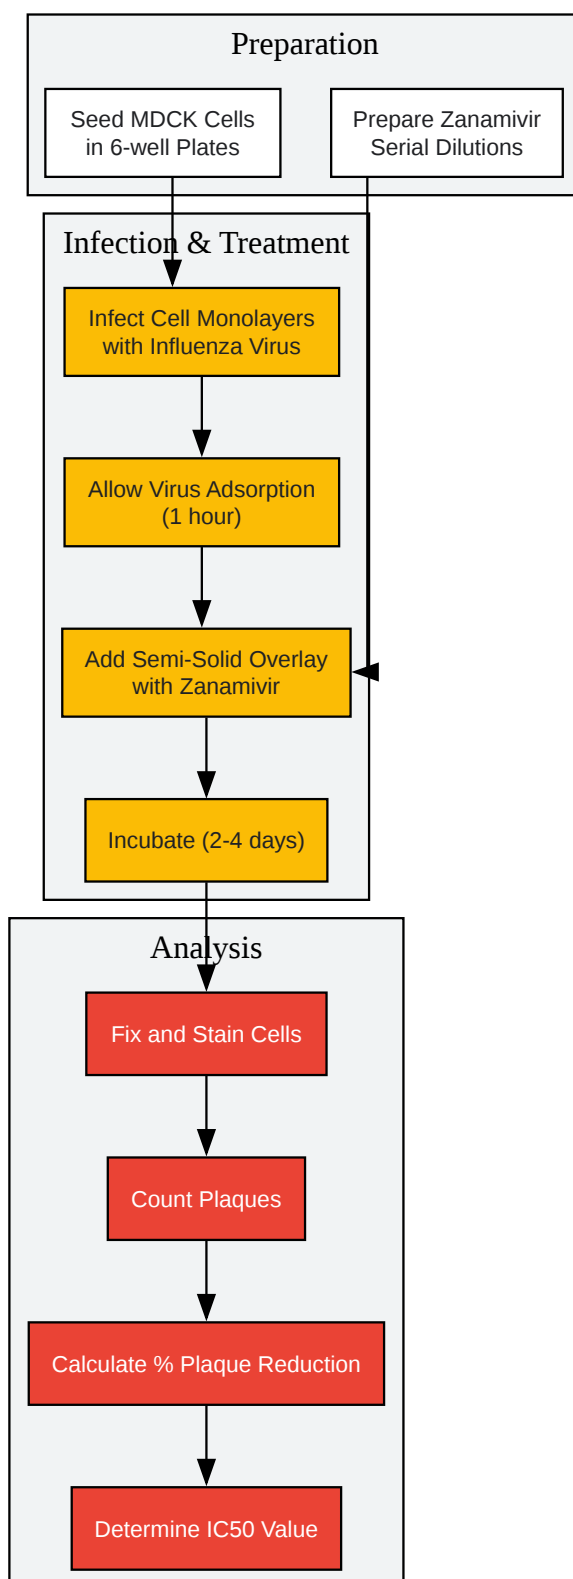 Preparation
Seed MDCK Cells
in 6-well Plates
Prepare Zanamivir
Serial Dilutions
Infection & Treatment
Infect Cell Monolayers
with Influenza Virus
Allow Virus Adsorption
(1 hour)
Add Semi-Solid Overlay
with Zanamivir
Incubate (2-4 days)
Analysis
Fix and Stain Cells
Count Plaques
Calculate % Plaque Reduction
Determine IC50 Value